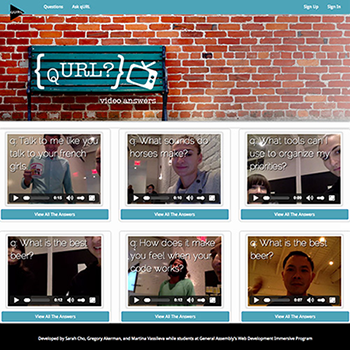 Questions Ask qURL Sign Up Sign In
{QURL?}
video answers
q: Talk to me like you
talk to your french
girls.
0:10
View All The Answers
q: What sounds do
horses make?
0:08
View All The Answers
q: What tools can I
use to organize my
priorities?
0:17
View All The Answers
q: What is the best
beer?
0:12
View All The Answers
q: How does it make
you feel when your
code works?
0:13
View All The Answers
q: What is the best
beer?
0:06
View All The Answers
Developed by Sarah Cho, Gregory Akerman, and Martina Vassileva while students at General Assembly's Web Development Immersive Program